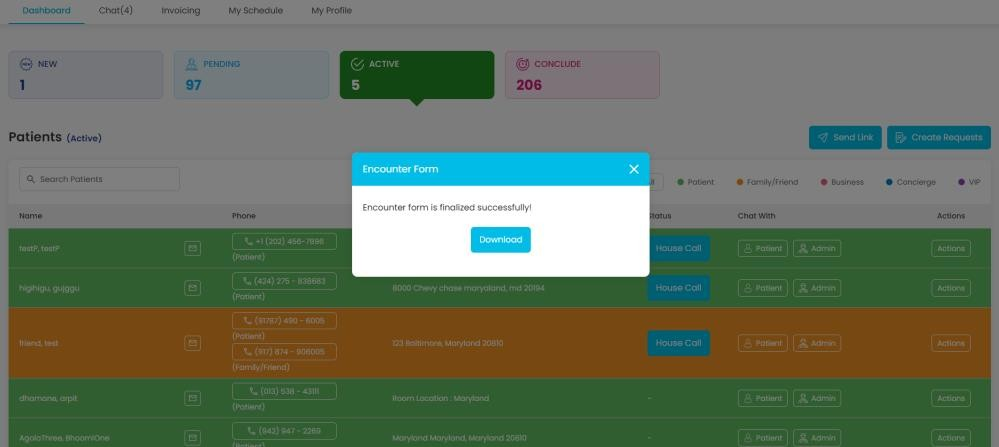 Dashboard Chat(4) Invoicing My Schedule My Profile
NEW PENDING ACTIVE CONCLUDE
1 97 5 206
Patients (Active) Send Link Create Requests
Encounter Form
Search Patients Patient Family/Friend Business Concierge VIP
Encounter form is finalized successfully!
Name Phone Status Chat With Actions
Download
testP, testP +1 (202) 456-7896 House Call Patient Admin Actions
(Patient)
higihigu, gujggu (424) 275 - 838683 8000 Chevy chase maryaland, md 20194 House Call Patient Admin Actions
(Patient)
(91787) 490 - 6005
(Patient)
friend, test 123 Baltimore, Maryland 20810 House Call Patient Admin Actions
(917) 874 - 906005
(Family/Friend)
dhamane, arpit (013) 538 - 43111 Room Location : Maryland - Patient Admin Actions
(Patient)
AgolaThree, BhoomiOne (942) 947 - 2269 Maryland Maryland, Maryland 20810 - Patient Admin Actions
(Patient)